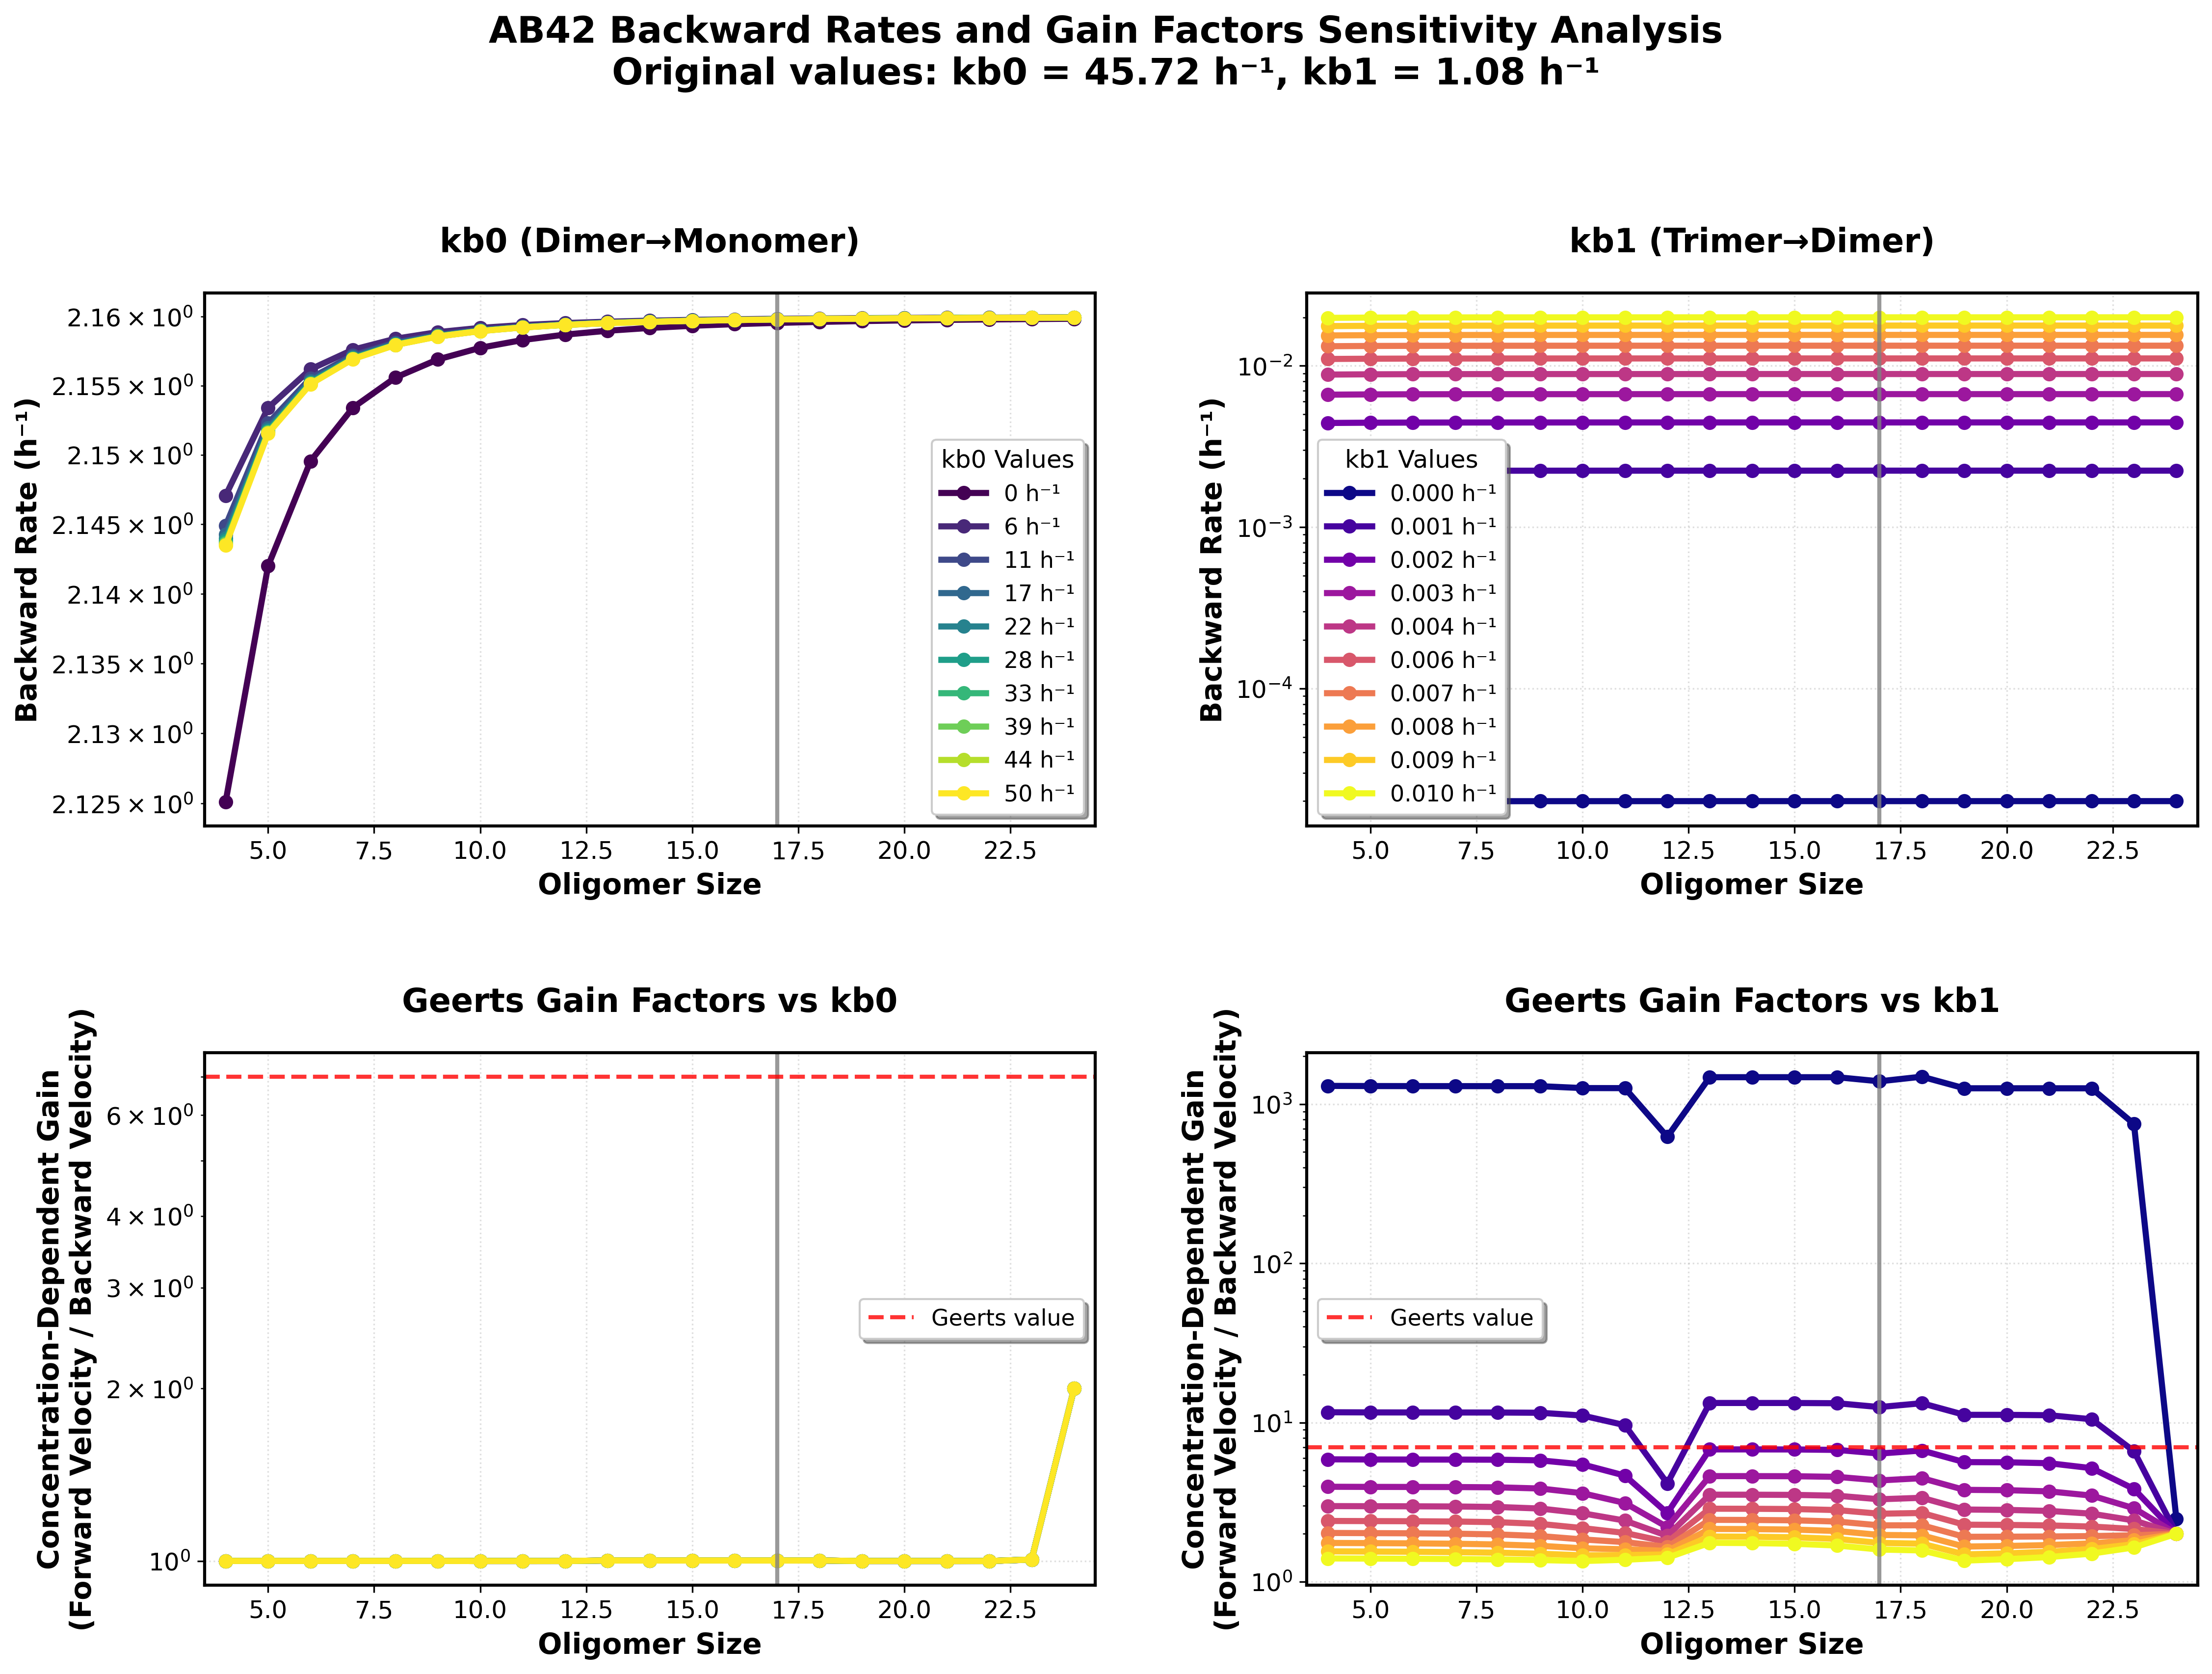 AB42 Backward Rates and Gain Factors Sensitivity Analysis
Original values: kb0 = 45.72 h⁻¹, kb1 = 1.08 h⁻¹
kb0 (Dimer→Monomer)
Backward Rate (h⁻¹)
2.16 × 10⁰
2.155 × 10⁰
2.15 × 10⁰
2.145 × 10⁰
2.14 × 10⁰
2.135 × 10⁰
2.13 × 10⁰
2.125 × 10⁰
kb0 Values
0 h⁻¹
6 h⁻¹
11 h⁻¹
17 h⁻¹
22 h⁻¹
28 h⁻¹
33 h⁻¹
39 h⁻¹
44 h⁻¹
50 h⁻¹
5.0 7.5 10.0 12.5 15.0 17.5 20.0 22.5
Oligomer Size
kb1 (Trimer→Dimer)
Backward Rate (h⁻¹)
10⁻²
10⁻³
10⁻⁴
kb1 Values
0.000 h⁻¹
0.001 h⁻¹
0.002 h⁻¹
0.003 h⁻¹
0.004 h⁻¹
0.006 h⁻¹
0.007 h⁻¹
0.008 h⁻¹
0.009 h⁻¹
0.010 h⁻¹
5.0 7.5 10.0 12.5 15.0 17.5 20.0 22.5
Oligomer Size
Geerts Gain Factors vs kb0
Concentration-Dependent Gain
(Forward Velocity / Backward Velocity)
6 × 10⁰
4 × 10⁰
3 × 10⁰
2 × 10⁰
10⁰
Geerts value
5.0 7.5 10.0 12.5 15.0 17.5 20.0 22.5
Oligomer Size
Geerts Gain Factors vs kb1
Concentration-Dependent Gain
(Forward Velocity / Backward Velocity)
10³
10²
10¹
10⁰
Geerts value
5.0 7.5 10.0 12.5 15.0 17.5 20.0 22.5
Oligomer Size